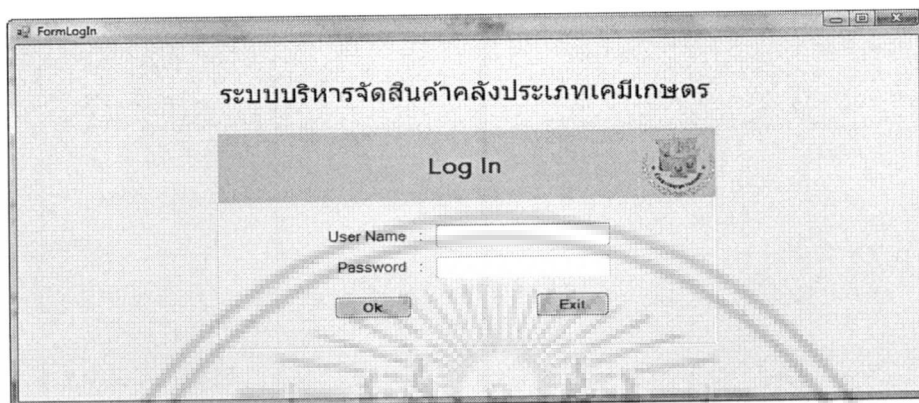 FormLogIn
ระบบบริหารจัดสินค้าคลังประเภทเคมีเกษตร
Log In
User Name :
Password :
Ok
Exit